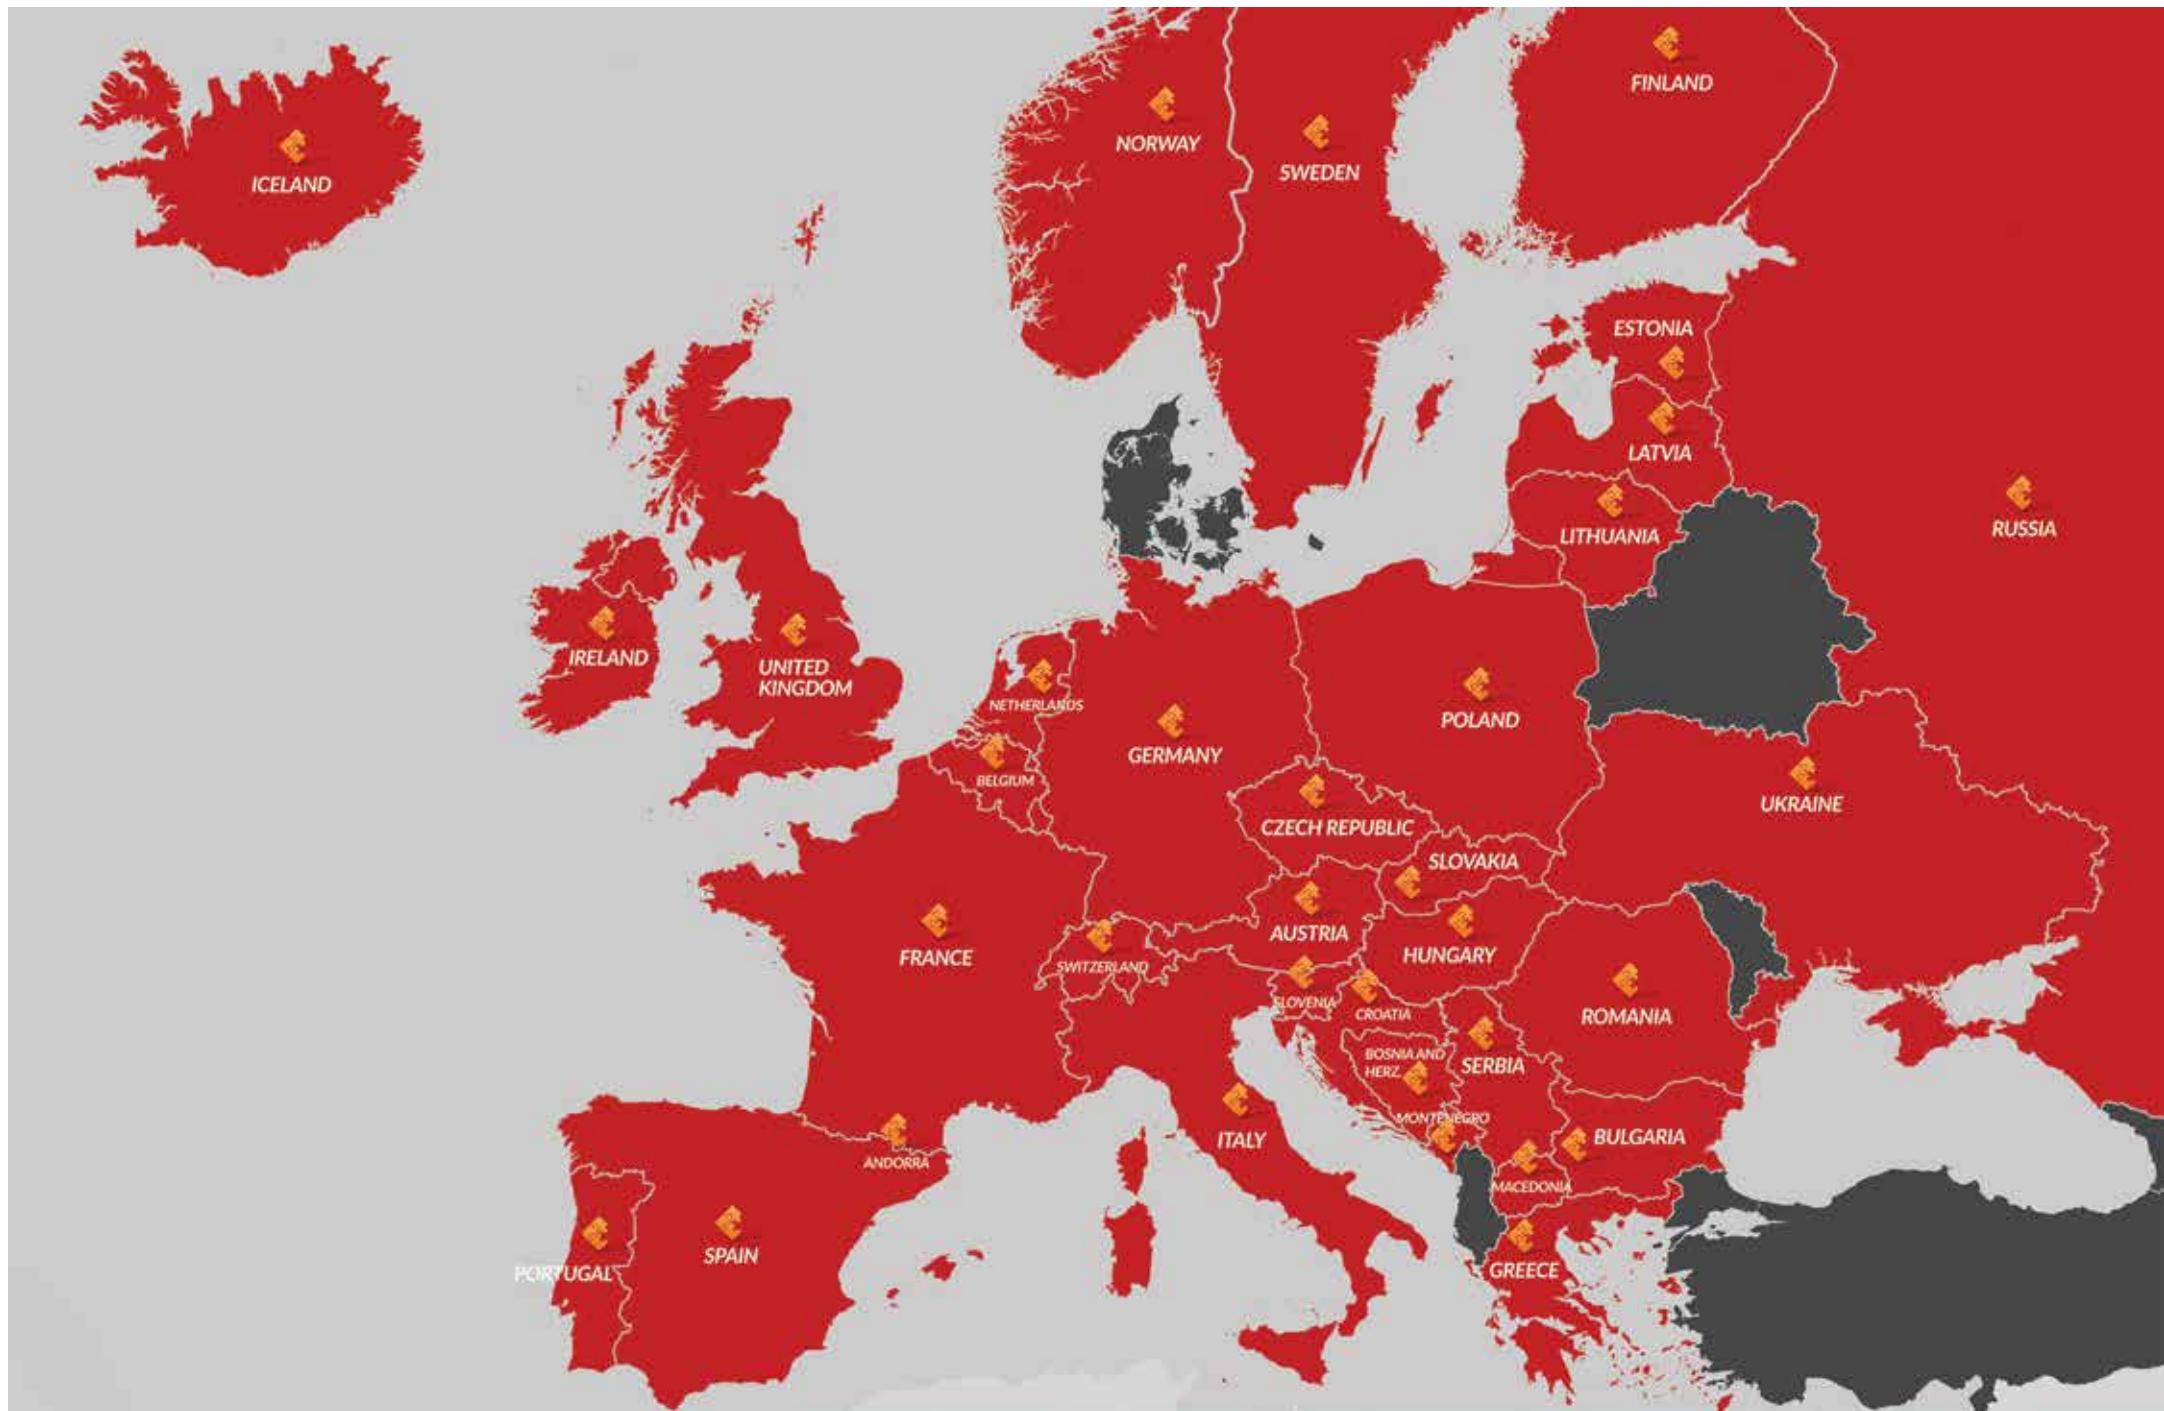 FINLAND
NORWAY
SWEDEN
ICELAND
ESTONIA
LATVIA
RUSSIA
LITHUANIA
IRELAND
UNITED
KINGDOM
NETHERLANDS
POLAND
GERMANY
BELGIUM
UKRAINE
CZECH REPUBLIC
SLOVAKIA
AUSTRIA
HUNGARY
FRANCE
SWITZERLAND
SLOVENIA
CROATIA
ROMANIA
BOSNIA AND
HERZ.
SERBIA
MONTENEGRO
ITALY
BULGARIA
ANDORRA
MACEDONIA
SPAIN
GREECE
PORTUGAL